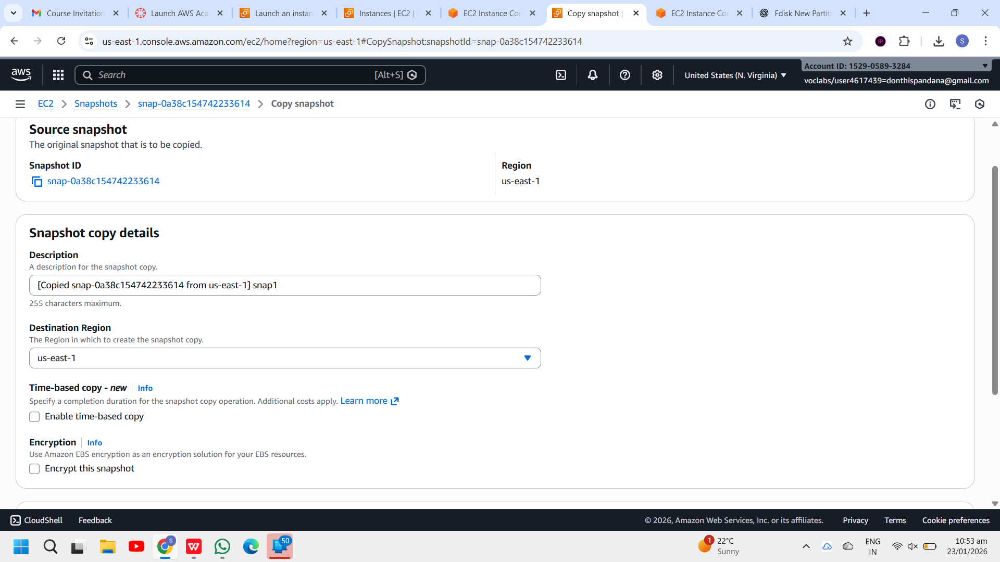 Course Invitation
Launch AWS Aca
Launch an instan
Instances | EC2 |
EC2 Instance Cor
Copy snapshot |
EC2 Instance Cor
Fdisk New Partiti
us-east-1.console.aws.amazon.com/ec2/home?region=us-east-1#CopySnapshot:snapshotId=snap-0a38c154742233614
BR
S
aws
Search
[Alt+S]
United States (N. Virginia)
Account ID: 1529-0589-3284
voclabs/user4617439=donthispandana@gmail.com
EC2
Snapshots
snap-0a38c154742233614
Copy snapshot
Source snapshot
The original snapshot that is to be copied.
Snapshot ID
snap-0a38c154742233614
Region
us-east-1
Snapshot copy details
Description
A description for the snapshot copy.
[Copied snap-0a38c154742233614 from us-east-1] snap1
255 characters maximum.
Destination Region
The Region in which to create the snapshot copy.
us-east-1
Time-based copy - new
Info
Specify a completion duration for the snapshot copy operation. Additional costs apply. Learn more
Enable time-based copy
Encryption
Info
Use Amazon EBS encryption as an encryption solution for your EBS resources.
Encrypt this snapshot
CloudShell
Feedback
© 2026, Amazon Web Services, Inc. or its affiliates.
Privacy
Terms
Cookie preferences
S
W
50
1
22°C
Sunny
ENG
IN
10:53 am
23/01/2026